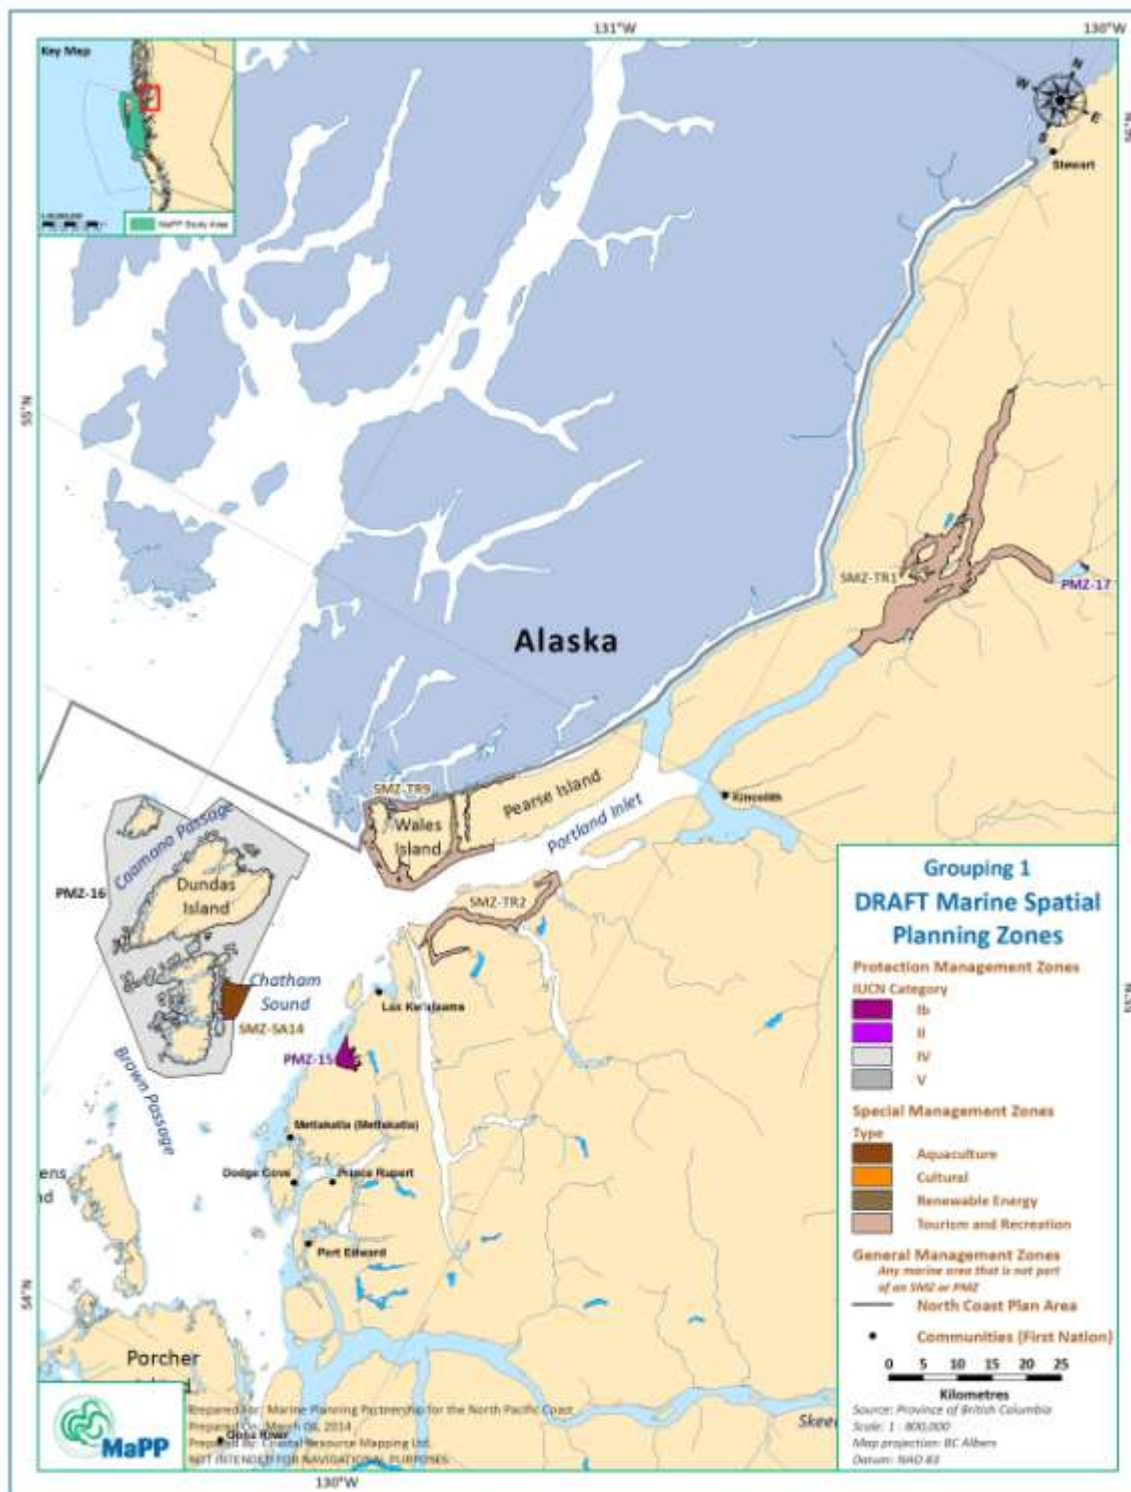 131°W
130°W
Key Map
MaPP Study Area
N
W
E
S
Stewart
55°N
SMZ-TR1
PMZ-17
Alaska
SMZ-TR9
Pearse Island
Wales
Island
Portland Inlet
Kincolith
Caamano Passage
PMZ-16
Dundas
Island
SMZ-TR2
Chatham
Sound
Lax Kw'alaams
SMZ-SA14
PMZ-15
Brown Passage
Metlakatla (Metlakatla)
Dodge Cove
Prince Rupert
Port Edward
54°N
Porcher
Oona River
130°W
Skee
Grouping 1
DRAFT Marine Spatial
Planning Zones
Protection Management Zones
IUCN Category
Ib
II
IV
V
Special Management Zones
Type
Aquaculture
Cultural
Renewable Energy
Tourism and Recreation
General Management Zones
Any marine area that is not part
of an SMZ or PMZ
North Coast Plan Area
Communities (First Nation)
0 5 10 15 20 25
Kilometres
Source: Province of British Columbia
Scale: 1 : 800,000
Map projection: BC Albers
Datum: NAD 83
MaPP
Prepared For: Marine Planning Partnership for the North Pacific Coast
Prepared On: March 06, 2014
Prepared By: Coastal Resource Mapping Ltd.
NOT INTENDED FOR NAVIGATIONAL PURPOSES